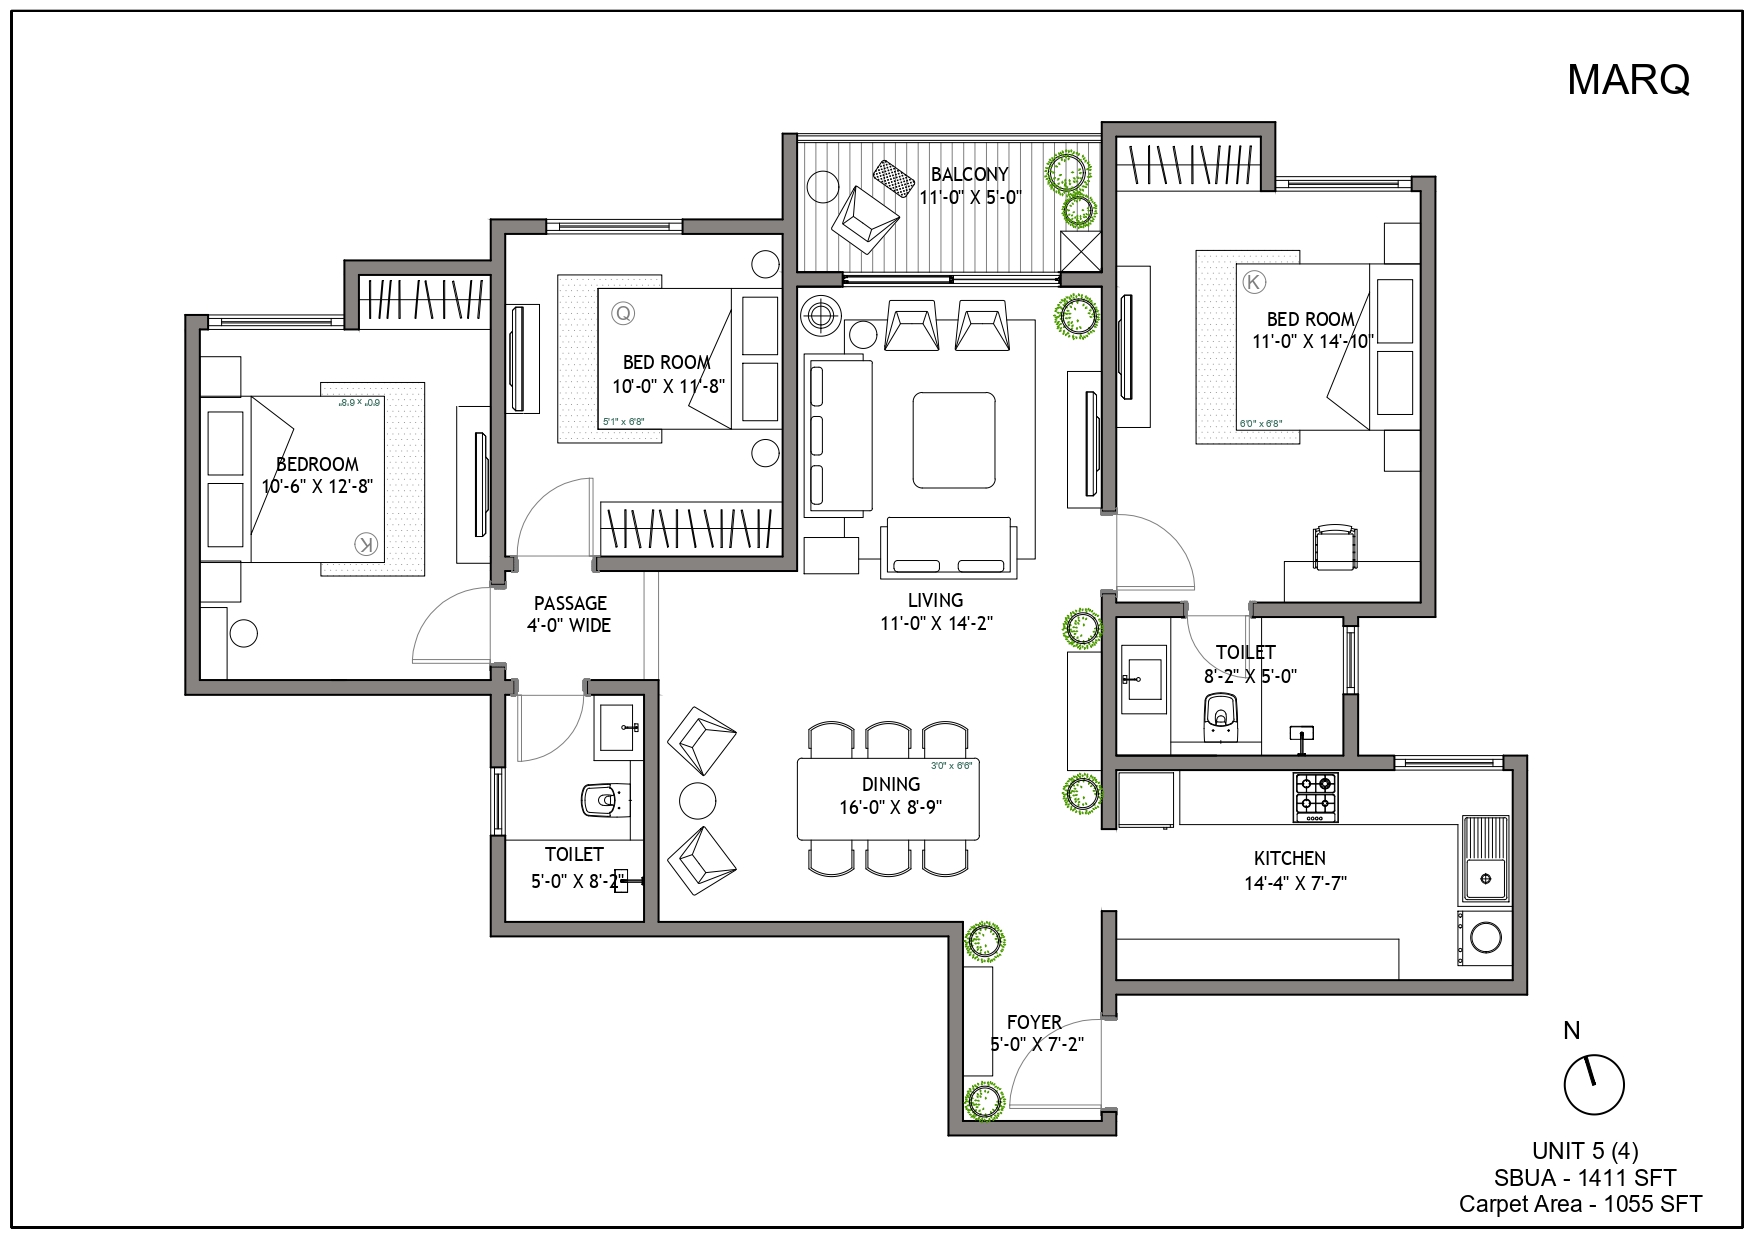 MARQ
BALCONY
11'-0" X 5'-0"
K
BED ROOM
11'-0" X 14'-10"
6'0" x 6'8"
Q
BED ROOM
10'-0" X 11'-8"
5'1" x 6'8"
6'0" x 6'8"
BEDROOM
10'-6" X 12'-8"
K
PASSAGE
4'-0" WIDE
LIVING
11'-0" X 14'-2"
TOILET
8'-2" X 5'-0"
3'0" x 6'6"
DINING
16'-0" X 8'-9"
TOILET
5'-0" X 8'-2"
KITCHEN
14'-4" X 7'-7"
FOYER
5'-0" X 7'-2"
N
UNIT 5 (4)
SBUA - 1411 SFT
Carpet Area - 1055 SFT